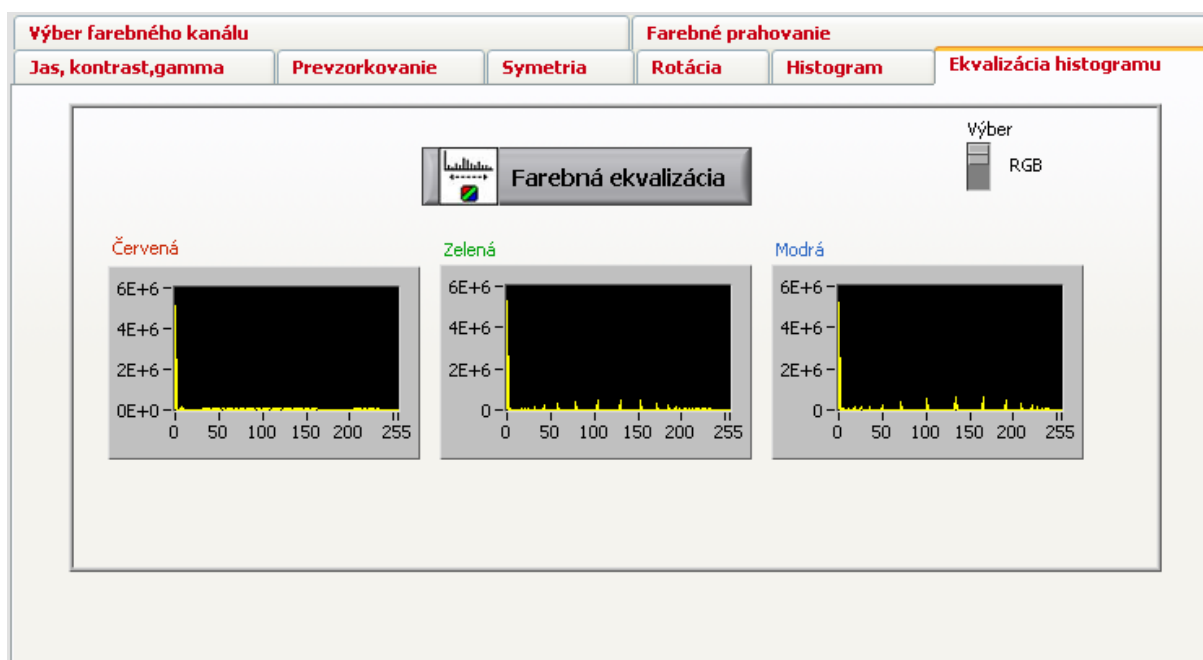 Výber farebného kanálu
Farebné prahovanie
Jas, kontrast,gamma
Prevzorkovanie
Symetria
Rotácia
Histogram
Ekvalizácia histogramu
Výber
RGB
Farebná ekvalizácia
Červená
6E+6
4E+6
2E+6
0E+0
0 50 100 150 200 255
Zelená
6E+6
4E+6
2E+6
0
0 50 100 150 200 255
Modrá
6E+6
4E+6
2E+6
0
0 50 100 150 200 255